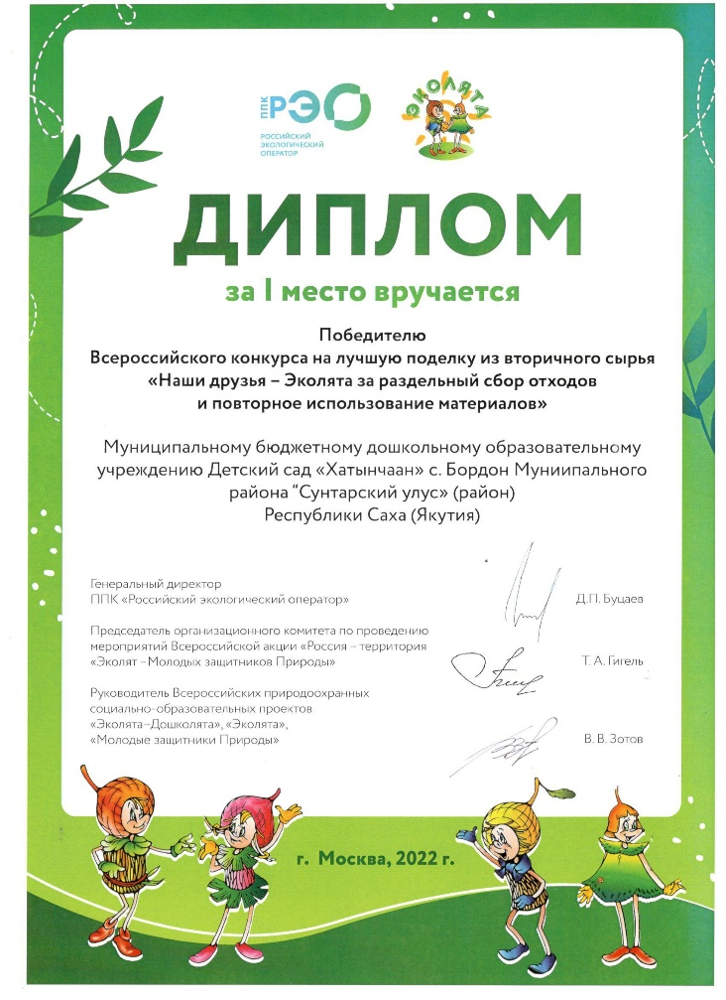 ППК РЭО
РОССИЙСКИЙ
ЭКОЛОГИЧЕСКИЙ
ОПЕРАТОР
ЭКОЛЯТА
ДИПЛОМ
за I место вручается
Победителю
Всероссийского конкурса на лучшую поделку из вторичного сырья
«Наши друзья – Эколята за раздельный сбор отходов
и повторное использование материалов»
Муниципальному бюджетному дошкольному образовательному
учреждению Детский сад «Хатынчаан» с. Бордон Муниипального
района “Сунтарский улус» (район)
Республики Саха (Якутия)
Генеральный директор
ППК «Российский экологический оператор»
Д.П. Буцаев
Председатель организационного комитета по проведению
мероприятий Всероссийской акции «Россия – территория
«Эколят –Молодых защитников Природы»
Т. А. Гигель
Руководитель Всероссийских природоохранных
социально-образовательных проектов
«Эколята–Дошколята», «Эколята»,
«Молодые защитники Природы»
В. В. Зотов
г. Москва, 2022 г.